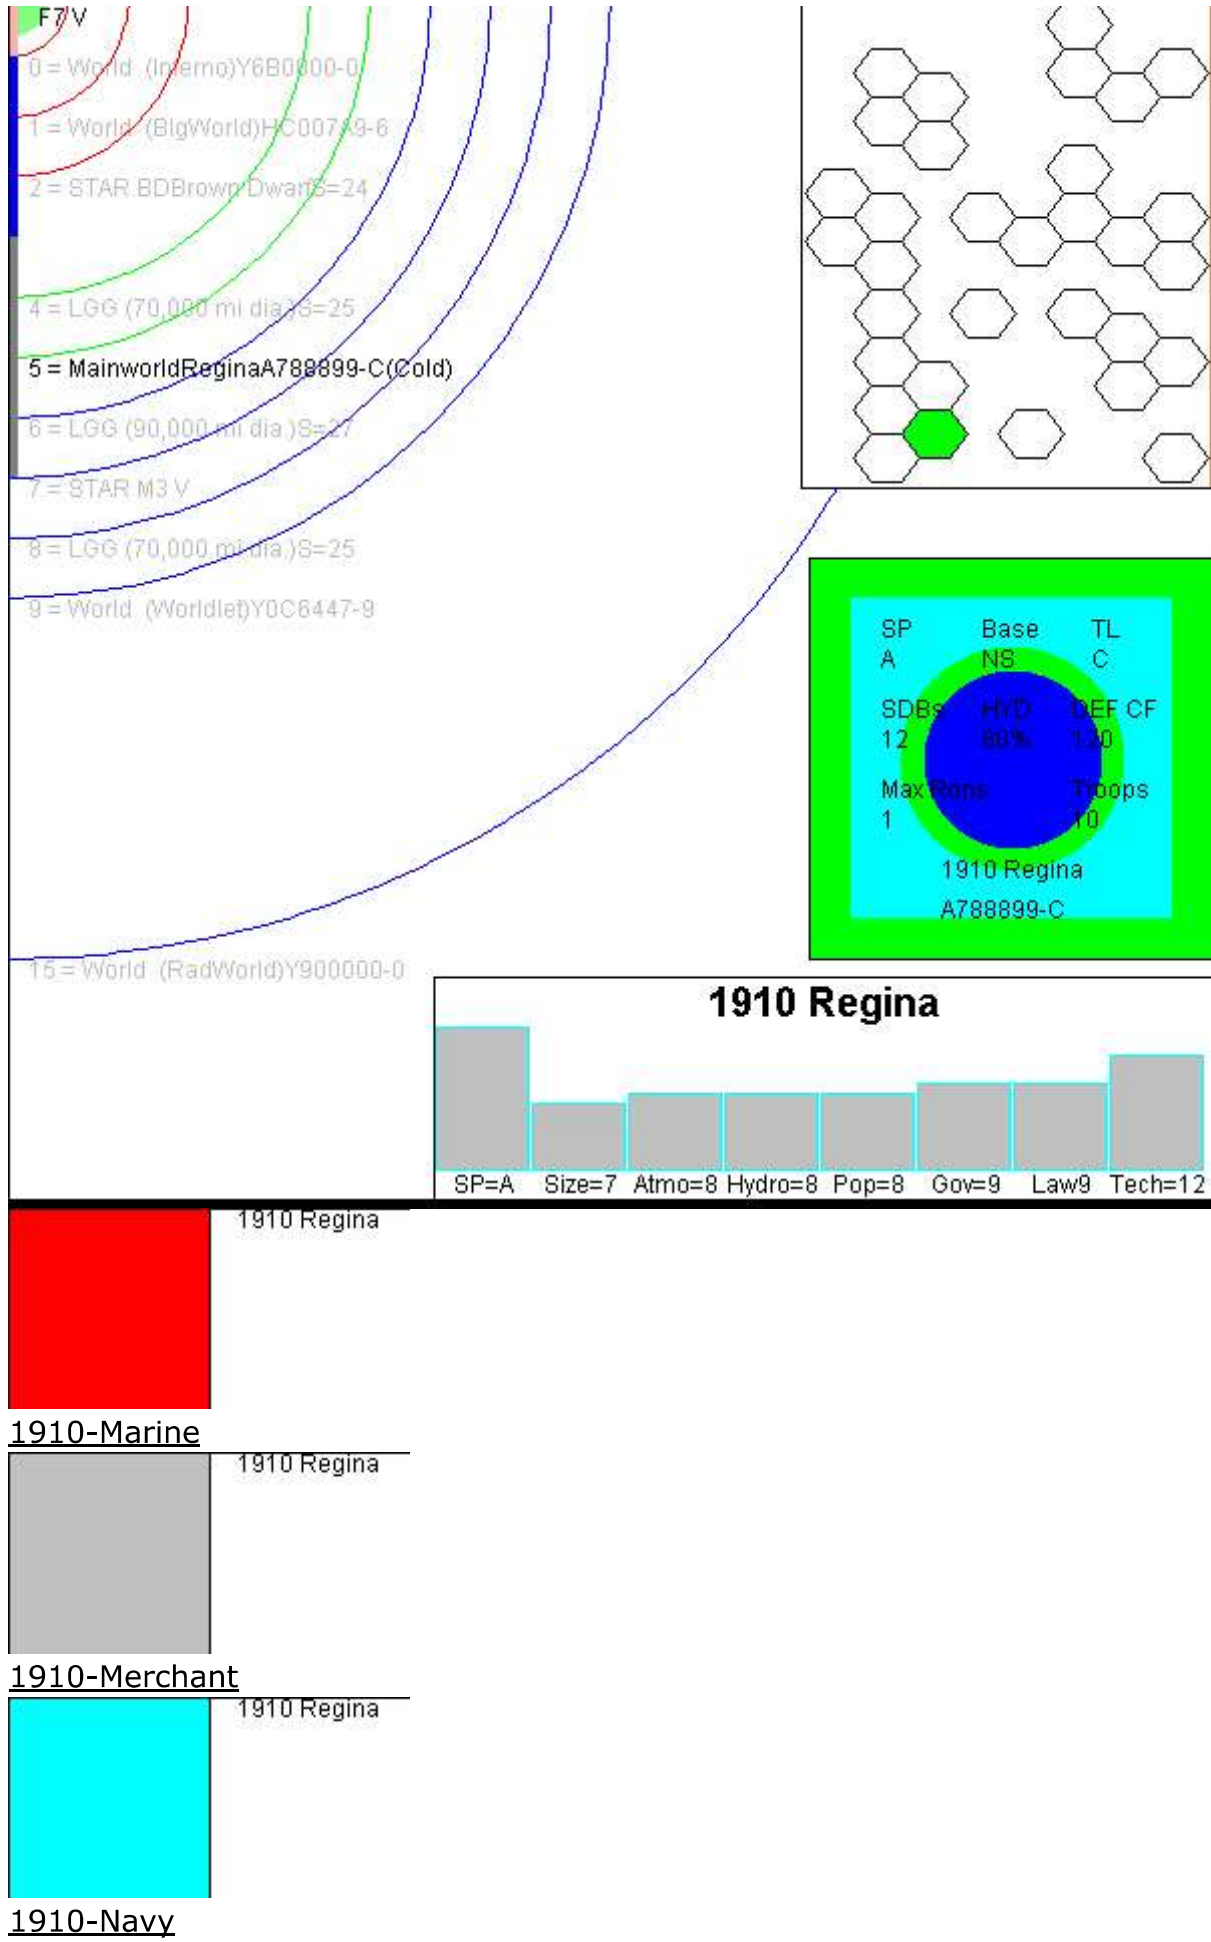 F7 V
0 = World  (Inferno)Y6B0000-0
1 = World  (BigWorld)HC007A9-6
2 = STAR BDBrown DwarfS=24
4 = LGG (70,000 mi dia.)S=25
5 = MainworldReginaA788899-C(Cold)
6 = LGG (90,000 mi dia.)S=27
7 = STAR M3 V
8 = LGG (70,000 mi dia.)S=25
9 = World  (Worldlet)Y0C6447-9
15 = World  (RadWorld)Y900000-0
SP Base TL
A NS C
SDBs HYD DEF CF
12 80% 120
Max Rons Troops
1 10
1910 Regina
A788899-C
1910 Regina
SP=A Size=7 Atmo=8 Hydro=8 Pop=8 Gov=9 Law9 Tech=12
1910 Regina
1910-Marine
1910 Regina
1910-Merchant
1910 Regina
1910-Navy